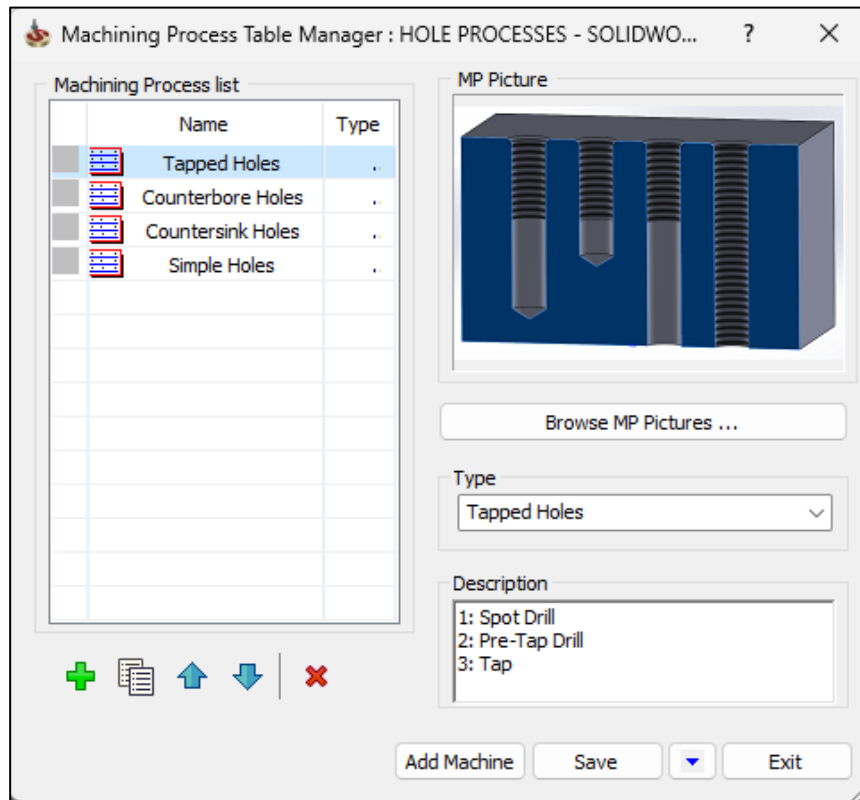 Machining Process Table Manager : HOLE PROCESSES - SOLIDWO... ?
Machining Process list
Name Type
Tapped Holes ..
Counterbore Holes ..
Countersink Holes ..
Simple Holes ..
MP Picture
Browse MP Pictures ...
Type
Tapped Holes
Description
1: Spot Drill
2: Pre-Tap Drill
3: Tap
Add Machine Save Exit